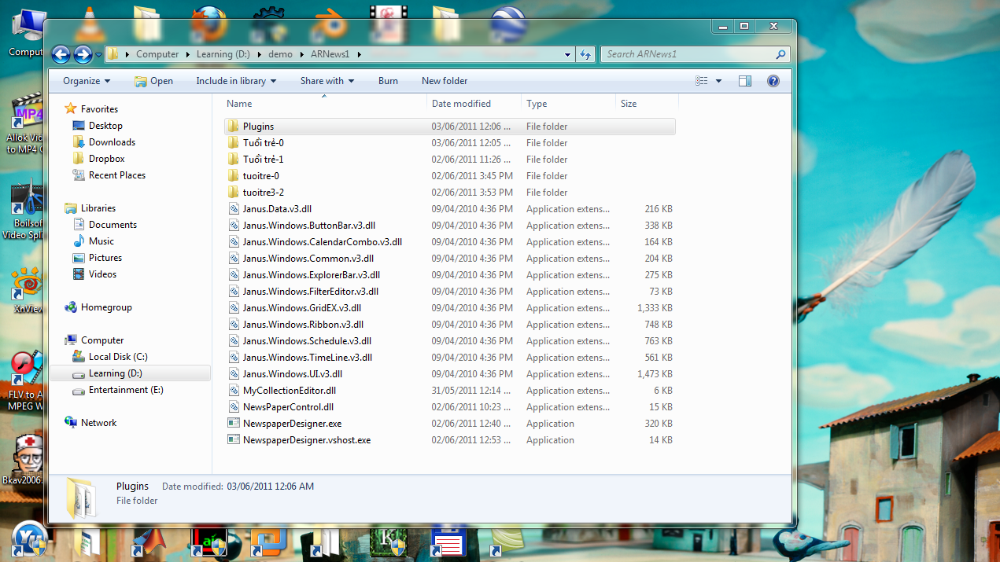 Computer Learning (D:) demo ARNews1
Search ARNews1
Organize Open Include in library Share with Burn New folder
Name Date modified Type Size
Favorites
Desktop
Downloads
Dropbox
Recent Places
Libraries
Documents
Music
Pictures
Videos
Homegroup
Computer
Local Disk (C:)
Learning (D:)
Entertainment (E:)
Network
Plugins 03/06/2011 12:06 ... File folder
Tuổi trẻ-0 03/06/2011 12:05 ... File folder
Tuổi trẻ-1 02/06/2011 11:26 ... File folder
tuoitre-0 02/06/2011 3:45 PM File folder
tuoitre3-2 02/06/2011 3:53 PM File folder
Janus.Data.v3.dll 09/04/2010 4:36 PM Application extens... 216 KB
Janus.Windows.ButtonBar.v3.dll 09/04/2010 4:36 PM Application extens... 338 KB
Janus.Windows.CalendarCombo.v3.dll 09/04/2010 4:36 PM Application extens... 164 KB
Janus.Windows.Common.v3.dll 09/04/2010 4:36 PM Application extens... 204 KB
Janus.Windows.ExplorerBar.v3.dll 09/04/2010 4:36 PM Application extens... 275 KB
Janus.Windows.FilterEditor.v3.dll 09/04/2010 4:36 PM Application extens... 73 KB
Janus.Windows.GridEX.v3.dll 09/04/2010 4:36 PM Application extens... 1,333 KB
Janus.Windows.Ribbon.v3.dll 09/04/2010 4:36 PM Application extens... 748 KB
Janus.Windows.Schedule.v3.dll 09/04/2010 4:36 PM Application extens... 763 KB
Janus.Windows.TimeLine.v3.dll 09/04/2010 4:36 PM Application extens... 561 KB
Janus.Windows.UI.v3.dll 09/04/2010 4:36 PM Application extens... 1,473 KB
MyCollectionEditor.dll 31/05/2011 12:14 ... Application extens... 6 KB
NewsPaperControl.dll 02/06/2011 10:23 ... Application extens... 15 KB
NewspaperDesigner.exe 02/06/2011 12:40 ... Application 320 KB
NewspaperDesigner.vshost.exe 02/06/2011 12:53 ... Application 14 KB
Plugins Date modified: 03/06/2011 12:06 AM
File folder
Comput
MP4
Allok Vid
to MP4 C
Boilsof
Video Spli
XnView
FLV to A
MPEG W
Bkav2006.